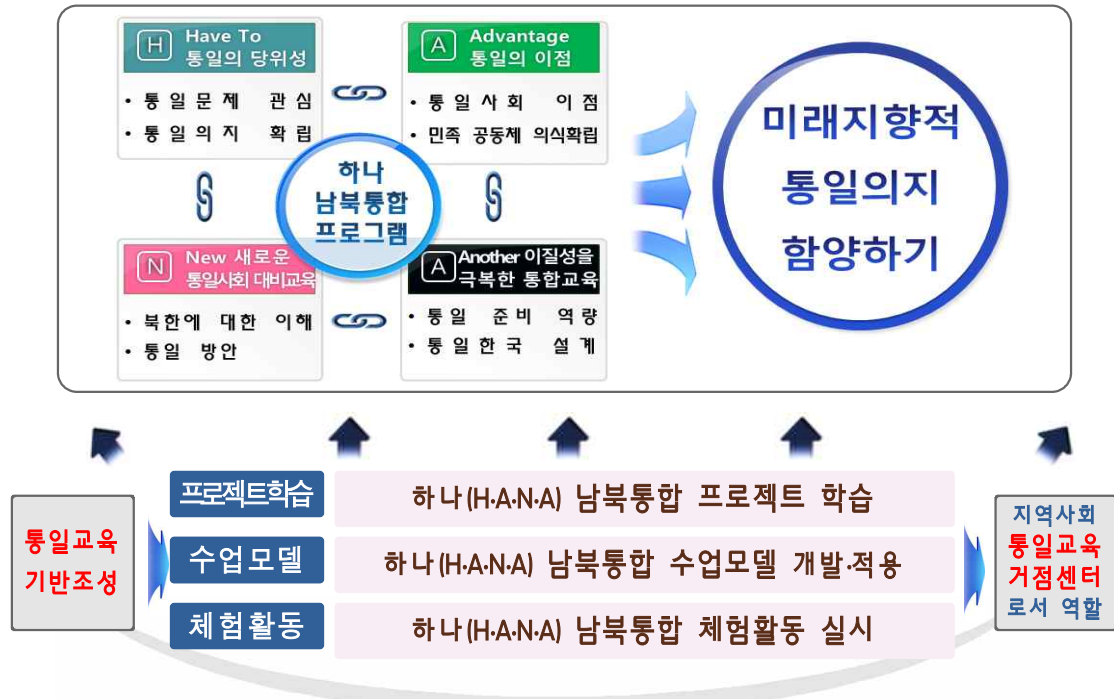 H Have To
통일의 당위성
• 통일문제 관심
• 통일의지 확립
A Advantage
통일의 이점
• 통일사회 이점
• 민족 공동체 의식확립
하나
남북통합
프로그램
N New 새로운
통일사회 대비교육
• 북한에 대한 이해
• 통일 방안
A Another 이질성을
극복한 통합교육
• 통일 준비 역량
• 통일한국 설계
미래지향적
통일의지
함양하기
통일교육
기반조성
프로젝트학습
하나(H·A·N·A) 남북통합 프로젝트 학습
수업모델
하나(H·A·N·A) 남북통합 수업모델 개발·적용
체험활동
하나(H·A·N·A) 남북통합 체험활동 실시
지역사회
통일교육
거점센터
로서 역할